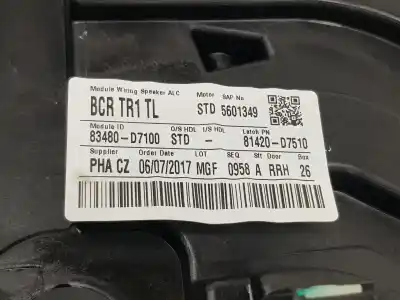 Module Wiring Speaker ALC Motor SAP No
BCR TR1 TL STD 5601349
Module ID O/S HDL I/S HDL Latch PN
83480-D7100 STD - 81420-D7510
Supplier Order Date LOT SEQ Sft Door Box
PHA CZ 06/07/2017 MGF 0958 A RRH 26